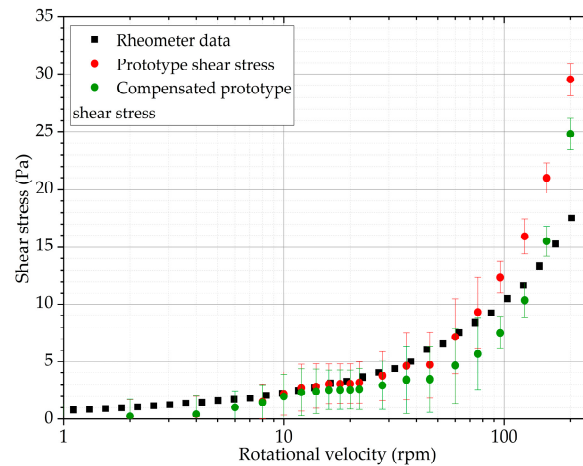 35
30
25
20
15
10
5
0
Shear stress (Pa)
Rheometer data
Prototype shear stress
Compensated prototype
shear stress
1
10
100
Rotational velocity (rpm)